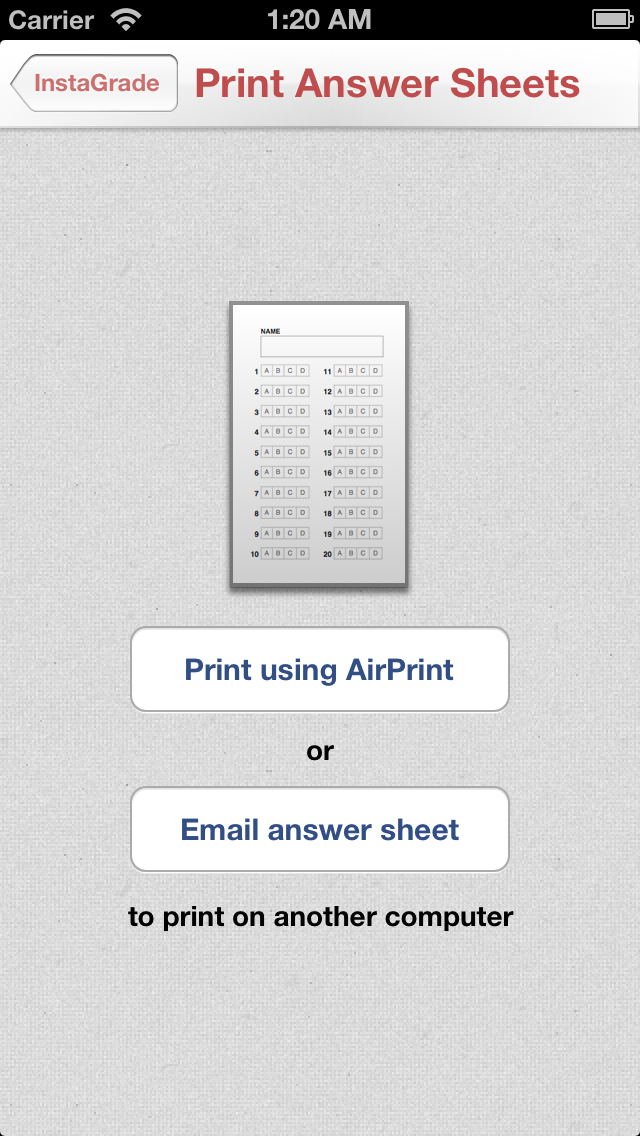 Carrier 1:20 AM
InstaGrade Print Answer Sheets
NAME
1 A B C D 11 A B C D
2 A B C D 12 A B C D
3 A B C D 13 A B C D
4 A B C D 14 A B C D
5 A B C D 15 A B C D
6 A B C D 16 A B C D
7 A B C D 17 A B C D
8 A B C D 18 A B C D
9 A B C D 19 A B C D
10 A B C D 20 A B C D
Print using AirPrint
or
Email answer sheet
to print on another computer